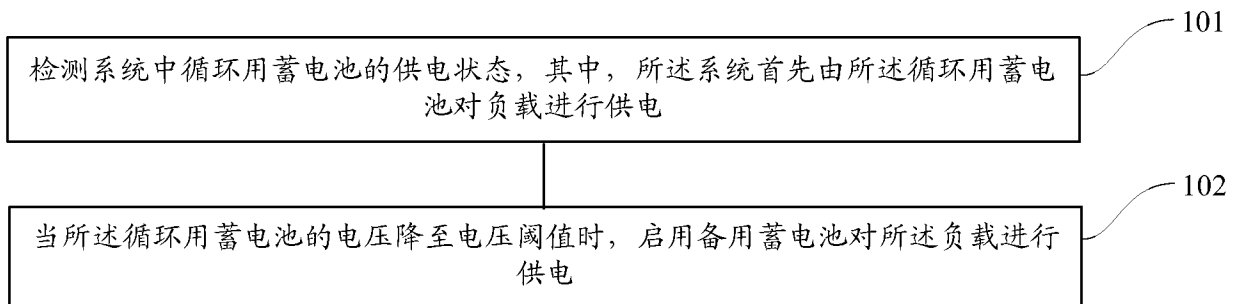 101
检测系统中循环用蓄电池的供电状态，其中，所述系统首先由所述循环用蓄电
池对负载进行供电
102
当所述循环用蓄电池的电压降至电压阈值时，启用备用蓄电池对所述负载进行
供电